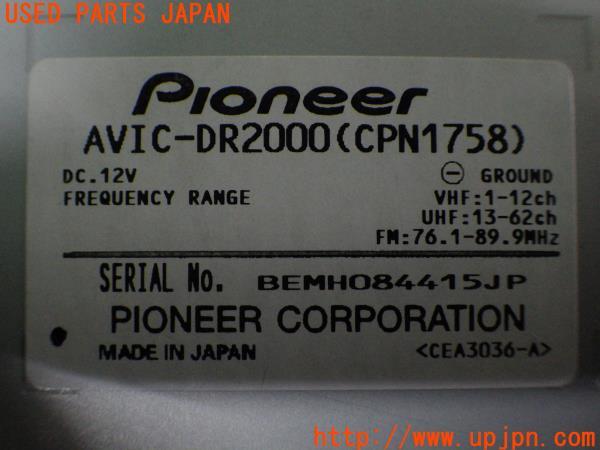 USED PARTS JAPAN
Pioneer
AVIC-DR2000(CPN1758)
DC.12V ⊖ GROUND
FREQUENCY RANGE VHF:1-12ch
UHF:13-62ch
FM:76.1-89.9MHz
SERIAL No. BEMH084415JP
PIONEER CORPORATION
MADE IN JAPAN <CEA3036-A>
http://www.upjpn.com/